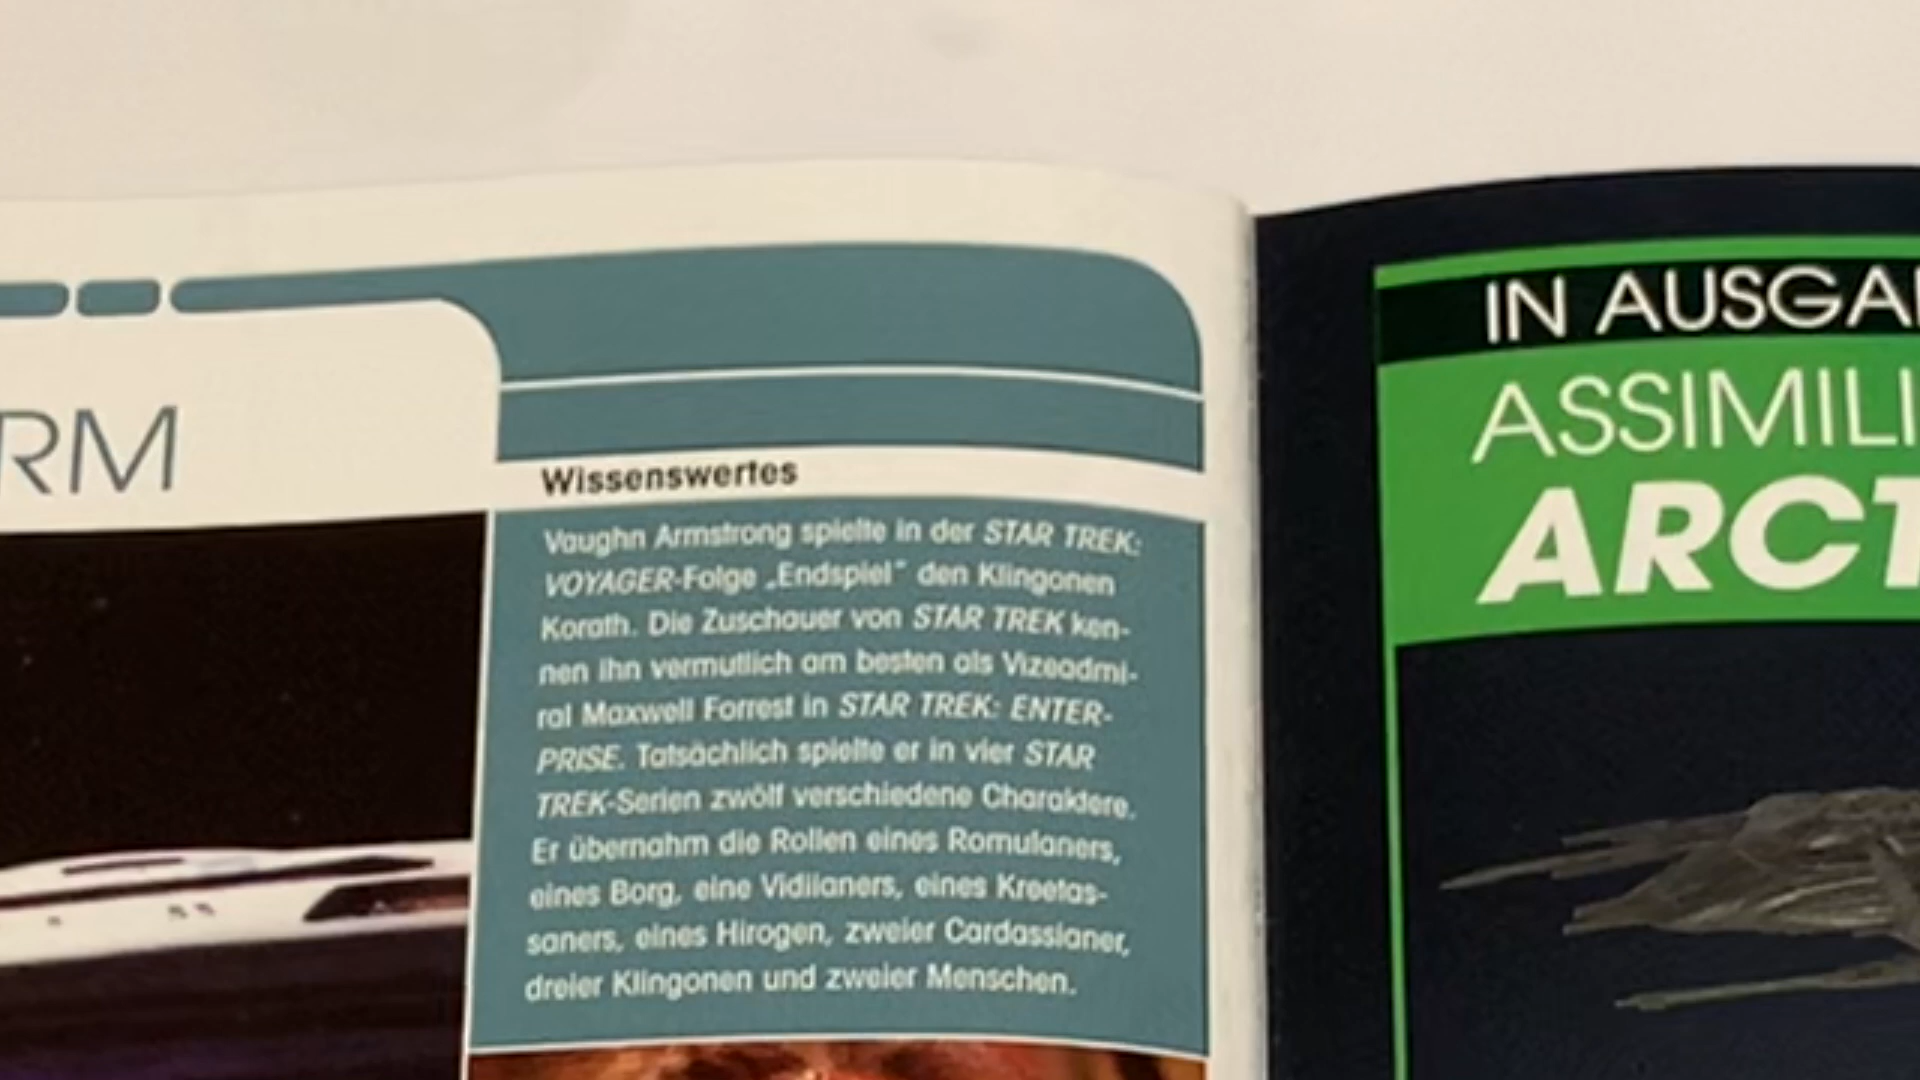 RM
Wissenswertes
Vaughn Armstrong spielte in der STAR TREK:
VOYAGER-Folge „Endspiel“ den Klingonen
Korath. Die Zuschauer von STAR TREK ken-
nen ihn vermutlich am besten als Vizeadmi-
ral Maxwell Forrest in STAR TREK: ENTER-
PRISE. Tatsächlich spielte er in vier STAR
TREK-Serien zwölf verschiedene Charaktere.
Er übernahm die Rollen eines Romulaners,
eines Borg, eine Vidiianers, eines Kreetas-
saners, eines Hirogen, zweier Cardassianer,
dreier Klingonen und zweier Menschen.
IN AUSGA
ASSIMILI
ARCT